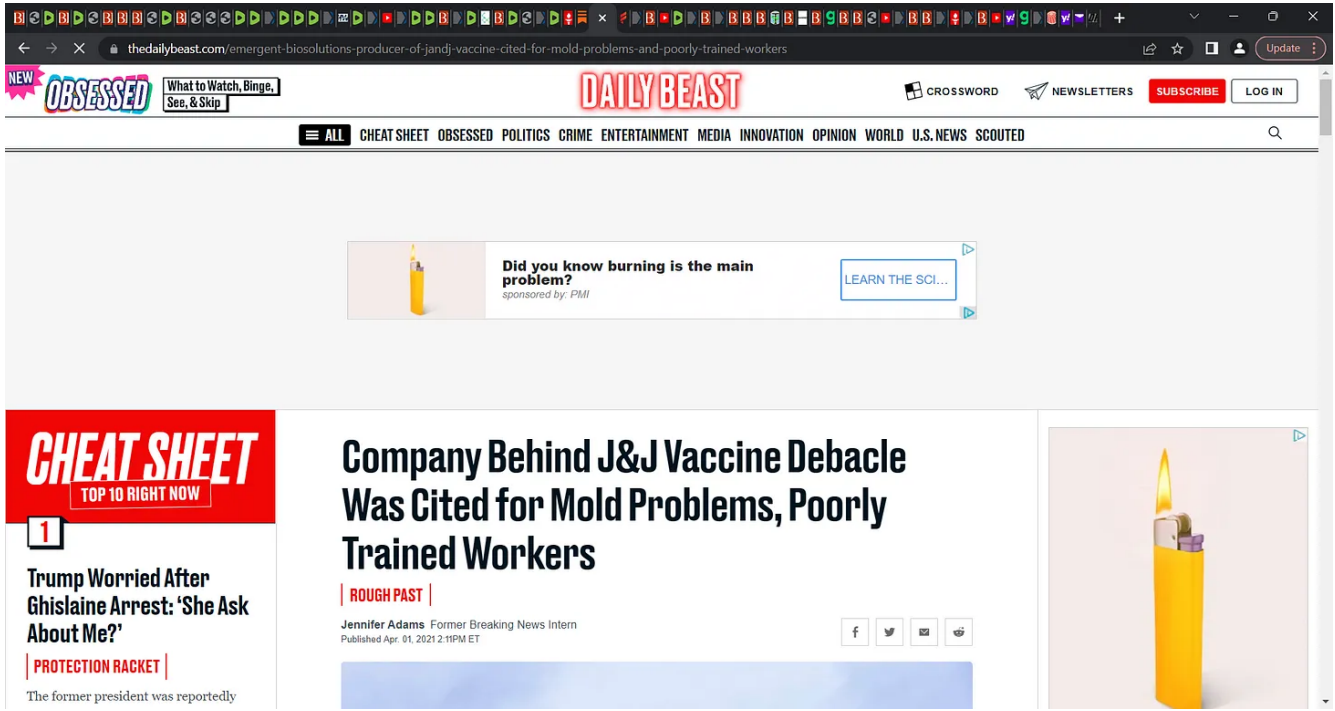 thedailybeast.com/emergent-biosolutions-producer-of-jandj-vaccine-cited-for-mold-problems-and-poorly-trained-workers
Update
NEW
OBSESSED
What to Watch, Binge,
See, & Skip
DAILY BEAST
CROSSWORD
NEWSLETTERS
SUBSCRIBE
LOG IN
ALL CHEAT SHEET OBSESSED POLITICS CRIME ENTERTAINMENT MEDIA INNOVATION OPINION WORLD U.S. NEWS SCOUTED
Did you know burning is the main
problem?
sponsored by: PMI
LEARN THE SCI...
CHEAT SHEET
TOP 10 RIGHT NOW
1
Trump Worried After
Ghislaine Arrest: ‘She Ask
About Me?’
PROTECTION RACKET
The former president was reportedly
Company Behind J&J Vaccine Debacle
Was Cited for Mold Problems, Poorly
Trained Workers
ROUGH PAST
Jennifer Adams Former Breaking News Intern
Published Apr. 01, 2021 2:11PM ET